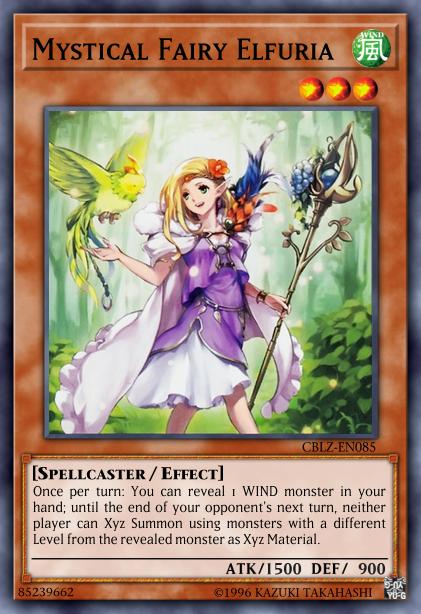 Mystical Fairy Elfuria
WIND
風
CBLZ-EN085
[Spellcaster / Effect]
Once per turn: You can reveal 1 WIND monster in your
hand; until the end of your opponent's next turn, neither
player can Xyz Summon using monsters with a different
Level from the revealed monster as Xyz Material.
ATK/1500 DEF/ 900
85239662
©1996 KAZUKI TAKAHASHI